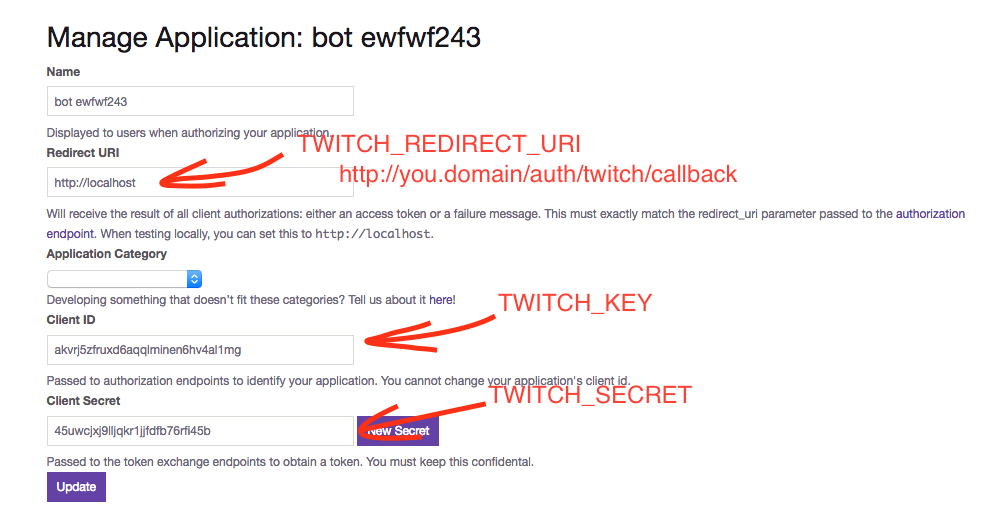 Manage Application: bot ewfwf243
Name
bot ewfwf243
Displayed to users when authorizing your application.
Redirect URI
TWITCH_REDIRECT_URI
http://you.domain/auth/twitch/callback
http://localhost
Will receive the result of all client authorizations: either an access token or a failure message. This must exactly match the redirect_uri parameter passed to the authorization
endpoint. When testing locally, you can set this to http://localhost.
Application Category
Developing something that doesn't fit these categories? Tell us about it here!
TWITCH_KEY
Client ID
akvrj5zfruxd6aqqlminen6hv4al1mg
Passed to authorization endpoints to identify your application. You cannot change your application's client id.
TWITCH_SECRET
Client Secret
45uwcjxj9lljqkr1jjfdfb76rfi45b
New Secret
Passed to the token exchange endpoints to obtain a token. You must keep this confidental.
Update